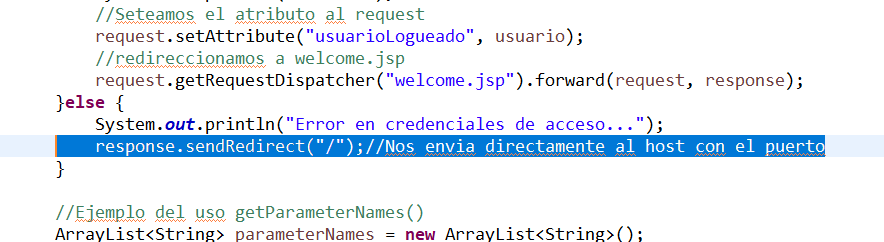 //Seteamos el atributo al request
request.setAttribute("usuarioLogueado", usuario);
//redireccionamos a welcome.jsp
request.getRequestDispatcher("welcome.jsp").forward(request, response);
}else {
System.out.println("Error en credenciales de acceso...");
response.sendRedirect("/");//Nos envia directamente al host con el puerto
}
//Ejemplo del uso getParameterNames()
ArrayList<String> parameterNames = new ArrayList<String>();